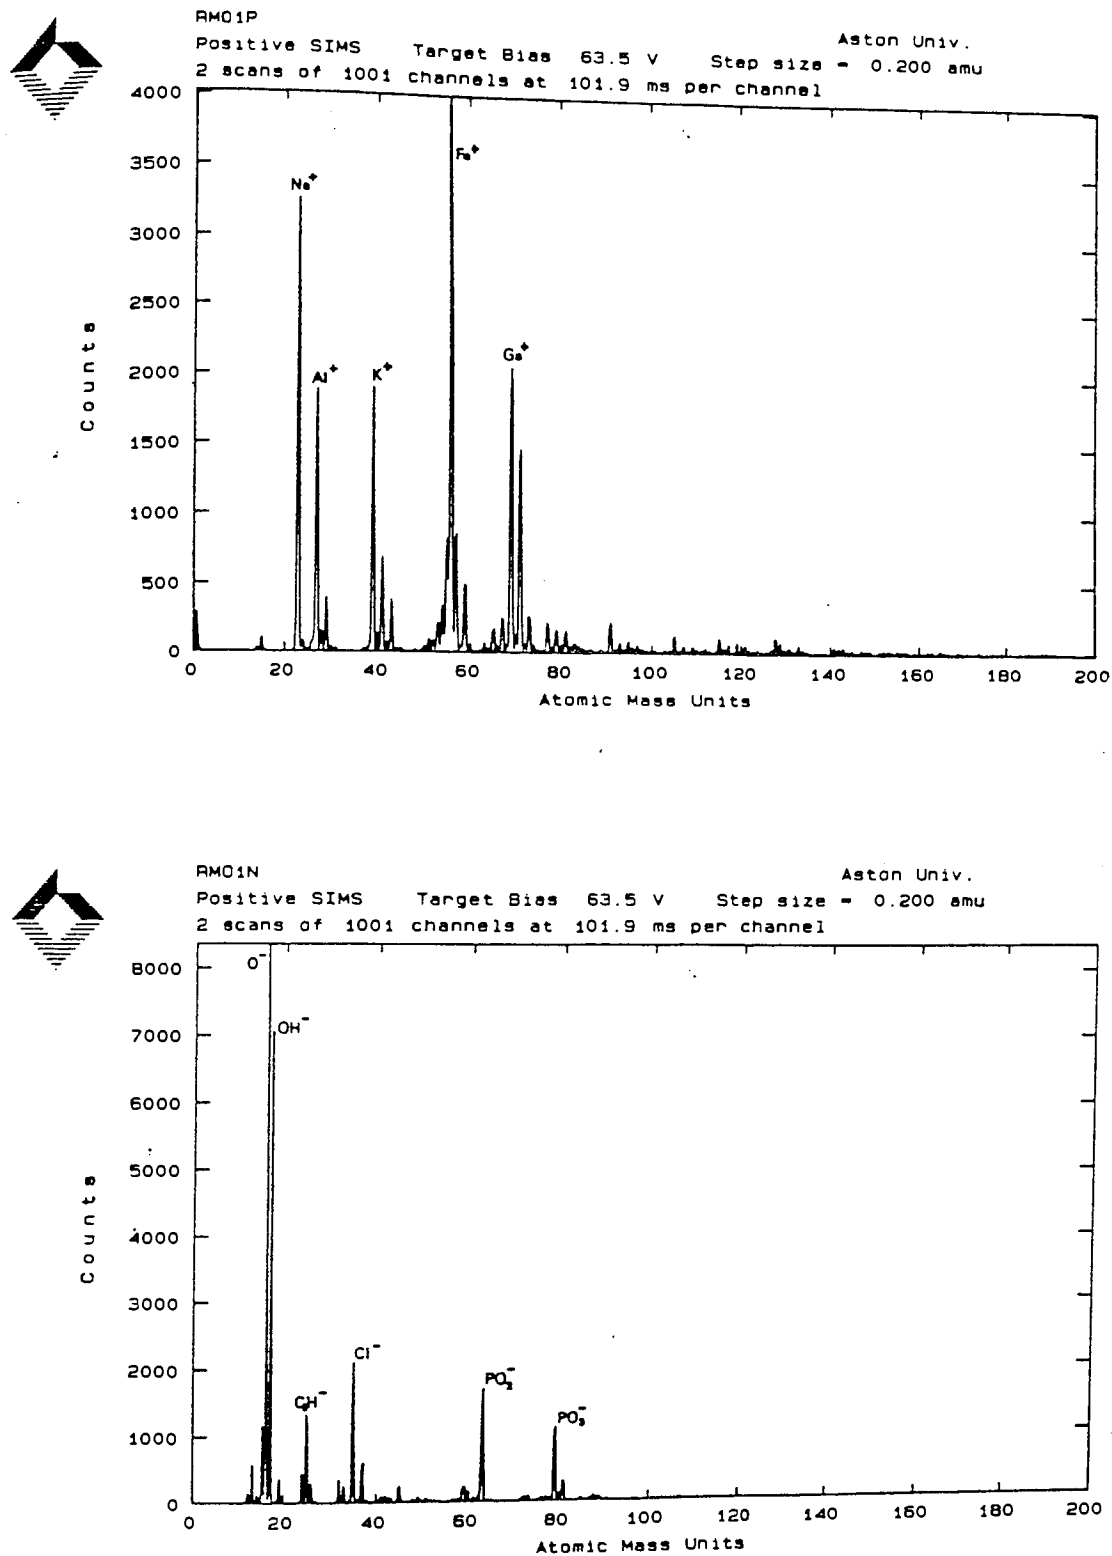 RM01P
Positive SIMS Target Bias 63.5 V Step size = 0.200 amu
Aston Univ.
2 scans of 1001 channels at 101.9 ms per channel
4000
3500
3000
2500
2000
1500
1000
500
0
Counts
Na+
Al+
K+
Fe+
Ga+
0 20 40 60 80 100 120 140 160 180 200
Atomic Mass Units
RM01N
Aston Univ.
Positive SIMS Target Bias 63.5 V Step size = 0.200 amu
2 scans of 1001 channels at 101.9 ms per channel
8000
7000
6000
5000
4000
3000
2000
1000
0
Counts
O−
OH−
C₂H−
Cl−
PO₂−
PO₃−
0 20 40 60 80 100 120 140 160 180 200
Atomic Mass Units